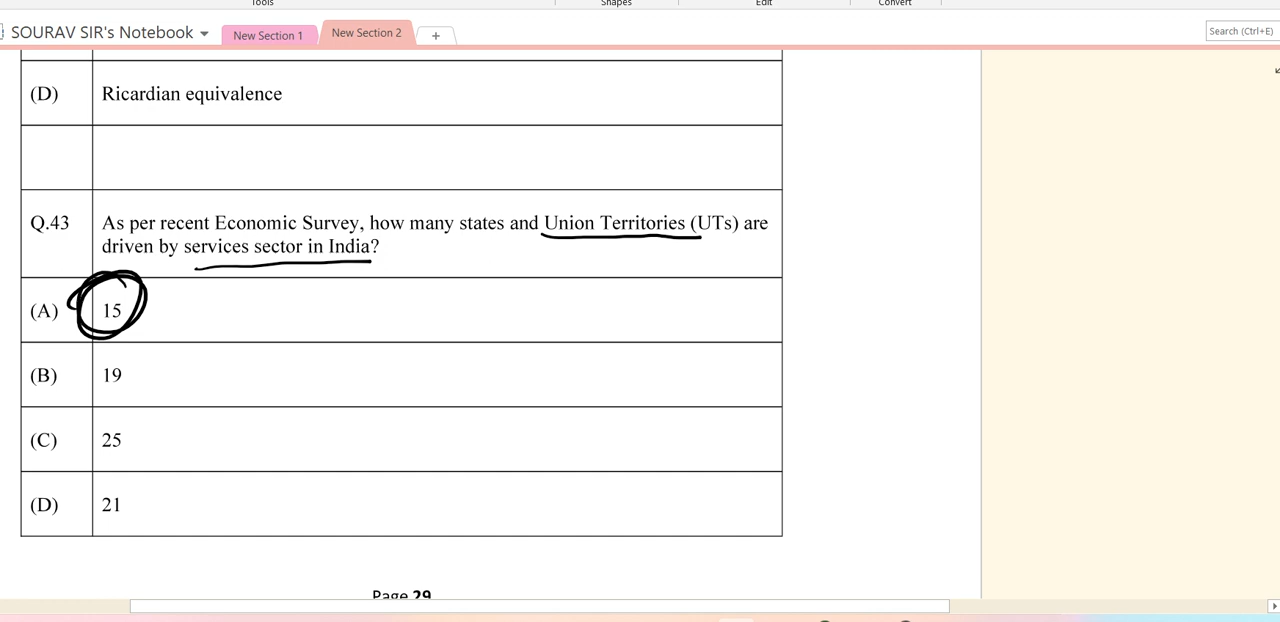 Tools
Shapes
Edit
Convert
SOURAV SIR's Notebook
New Section 1
New Section 2
+
Search (Ctrl+E)
(D) Ricardian equivalence
Q.43 As per recent Economic Survey, how many states and Union Territories (UTs) are
driven by services sector in India?
(A) 15
(B) 19
(C) 25
(D) 21
Page 29